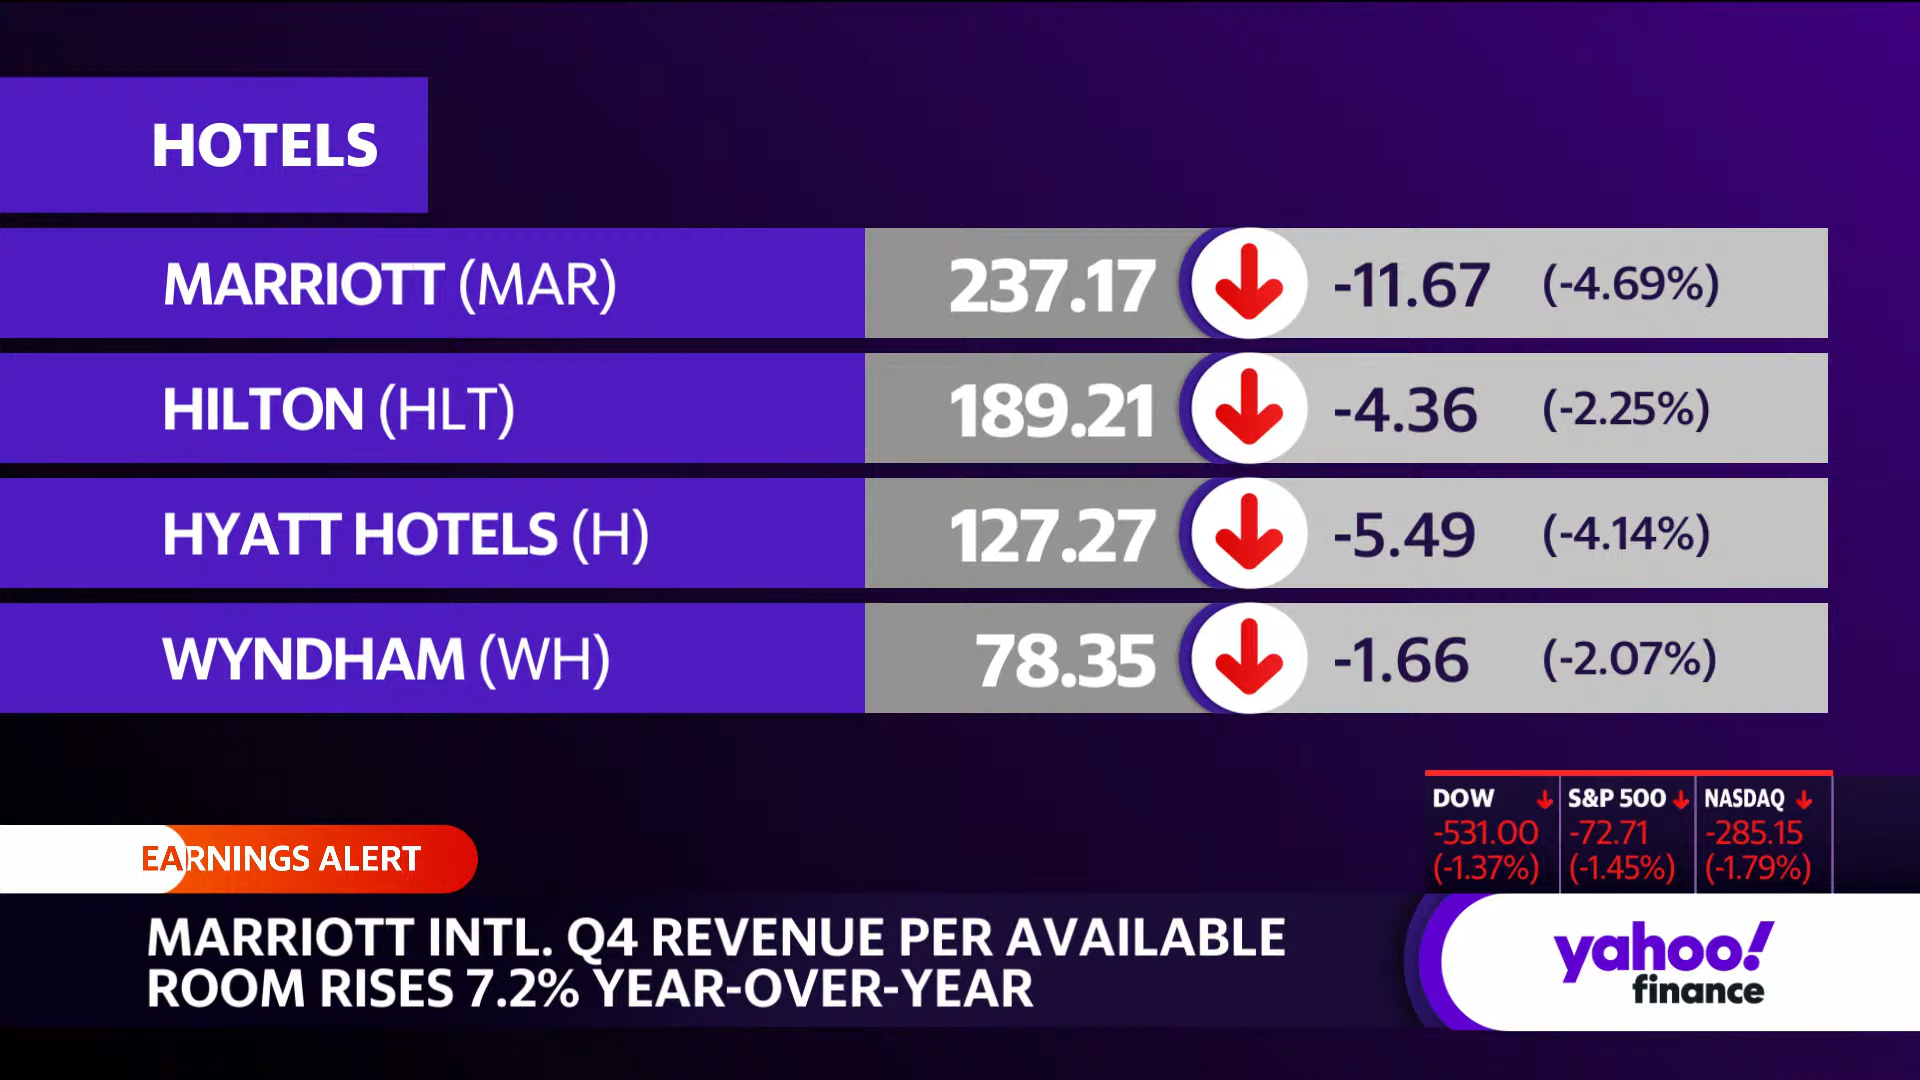 HOTELS
MARRIOTT (MAR) 237.17 -11.67 (-4.69%)
HILTON (HLT) 189.21 -4.36 (-2.25%)
HYATT HOTELS (H) 127.27 -5.49 (-4.14%)
WYNDHAM (WH) 78.35 -1.66 (-2.07%)
DOW S&P 500 NASDAQ
-531.00 -72.71 -285.15
(-1.37%) (-1.45%) (-1.79%)
EARNINGS ALERT
MARRIOTT INTL. Q4 REVENUE PER AVAILABLE
ROOM RISES 7.2% YEAR-OVER-YEAR
yahoo!
finance